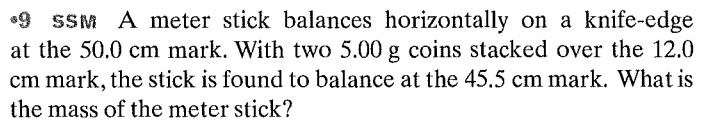 •9 SSM A meter stick balances horizontally on a knife-edge
at the 50.0 cm mark. With two 5.00 g coins stacked over the 12.0
cm mark, the stick is found to balance at the 45.5 cm mark. What is
the mass of the meter stick?